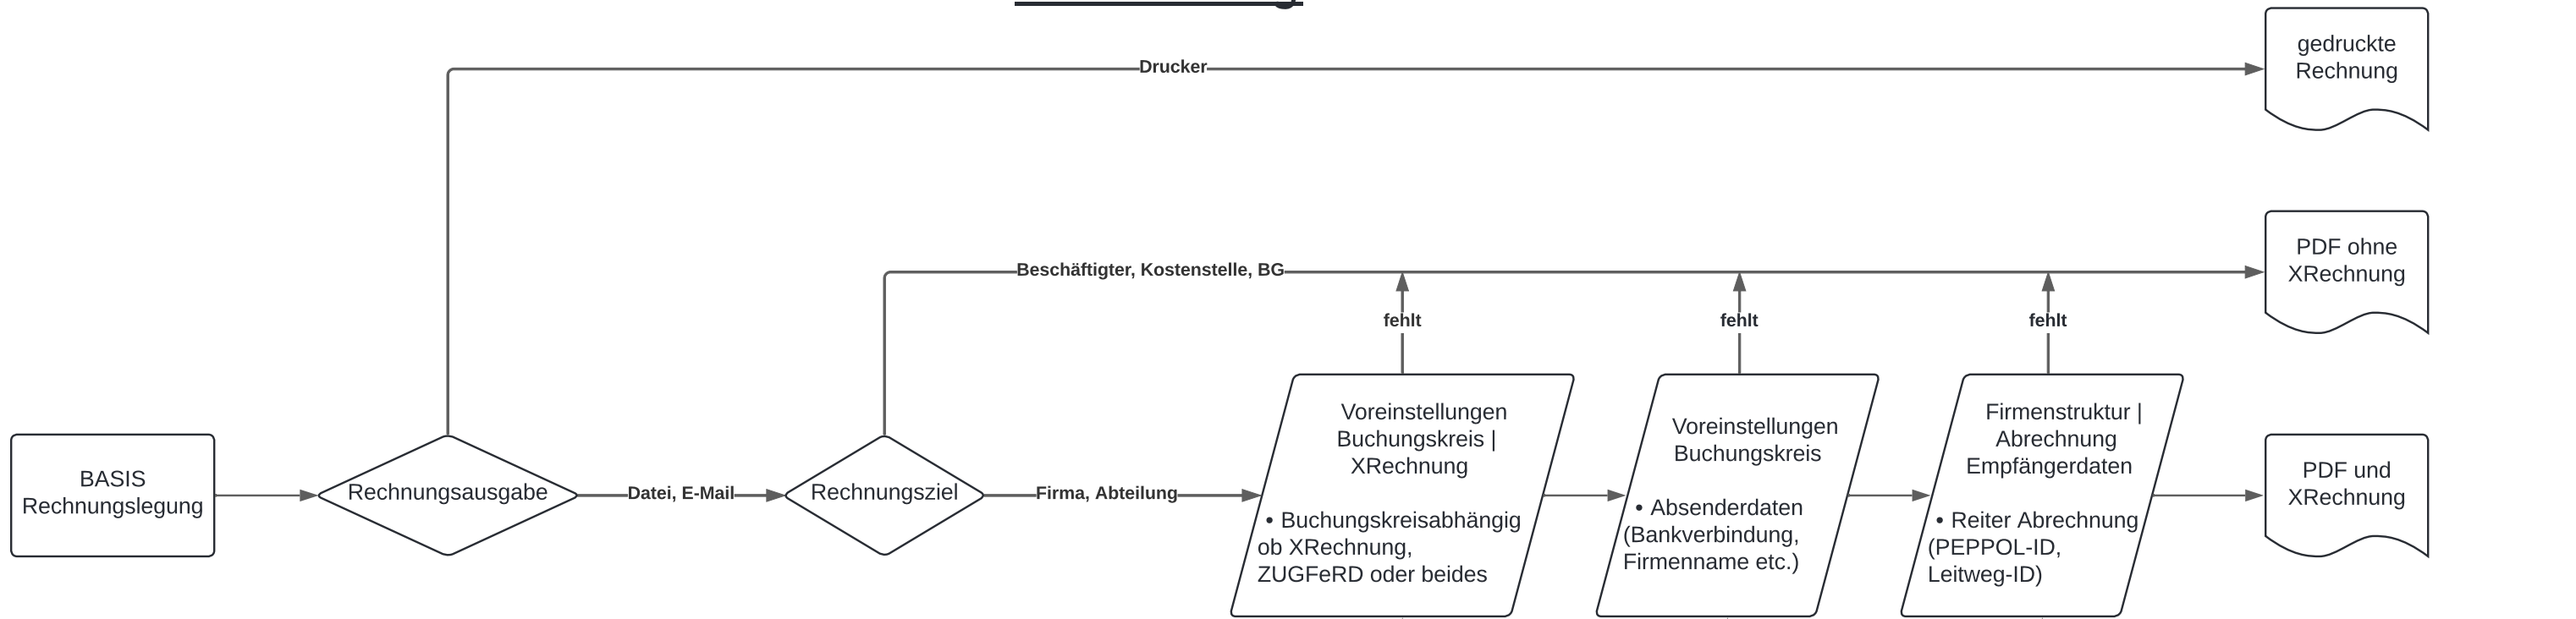 Drucker
gedruckte
Rechnung
Beschäftigter, Kostenstelle, BG
PDF ohne
XRechnung
fehlt
fehlt
fehlt
BASIS
Rechnungslegung
Rechnungsausgabe
Datei, E-Mail
Rechnungsziel
Firma, Abteilung
Voreinstellungen
Buchungskreis |
XRechnung
• Buchungskreisabhängig
ob XRechnung,
ZUGFeRD oder beides
Voreinstellungen
Buchungskreis
• Absenderdaten
(Bankverbindung,
Firmenname etc.)
Firmenstruktur |
Abrechnung
Empfängerdaten
• Reiter Abrechnung
(PEPPOL-ID,
Leitweg-ID)
PDF und
XRechnung